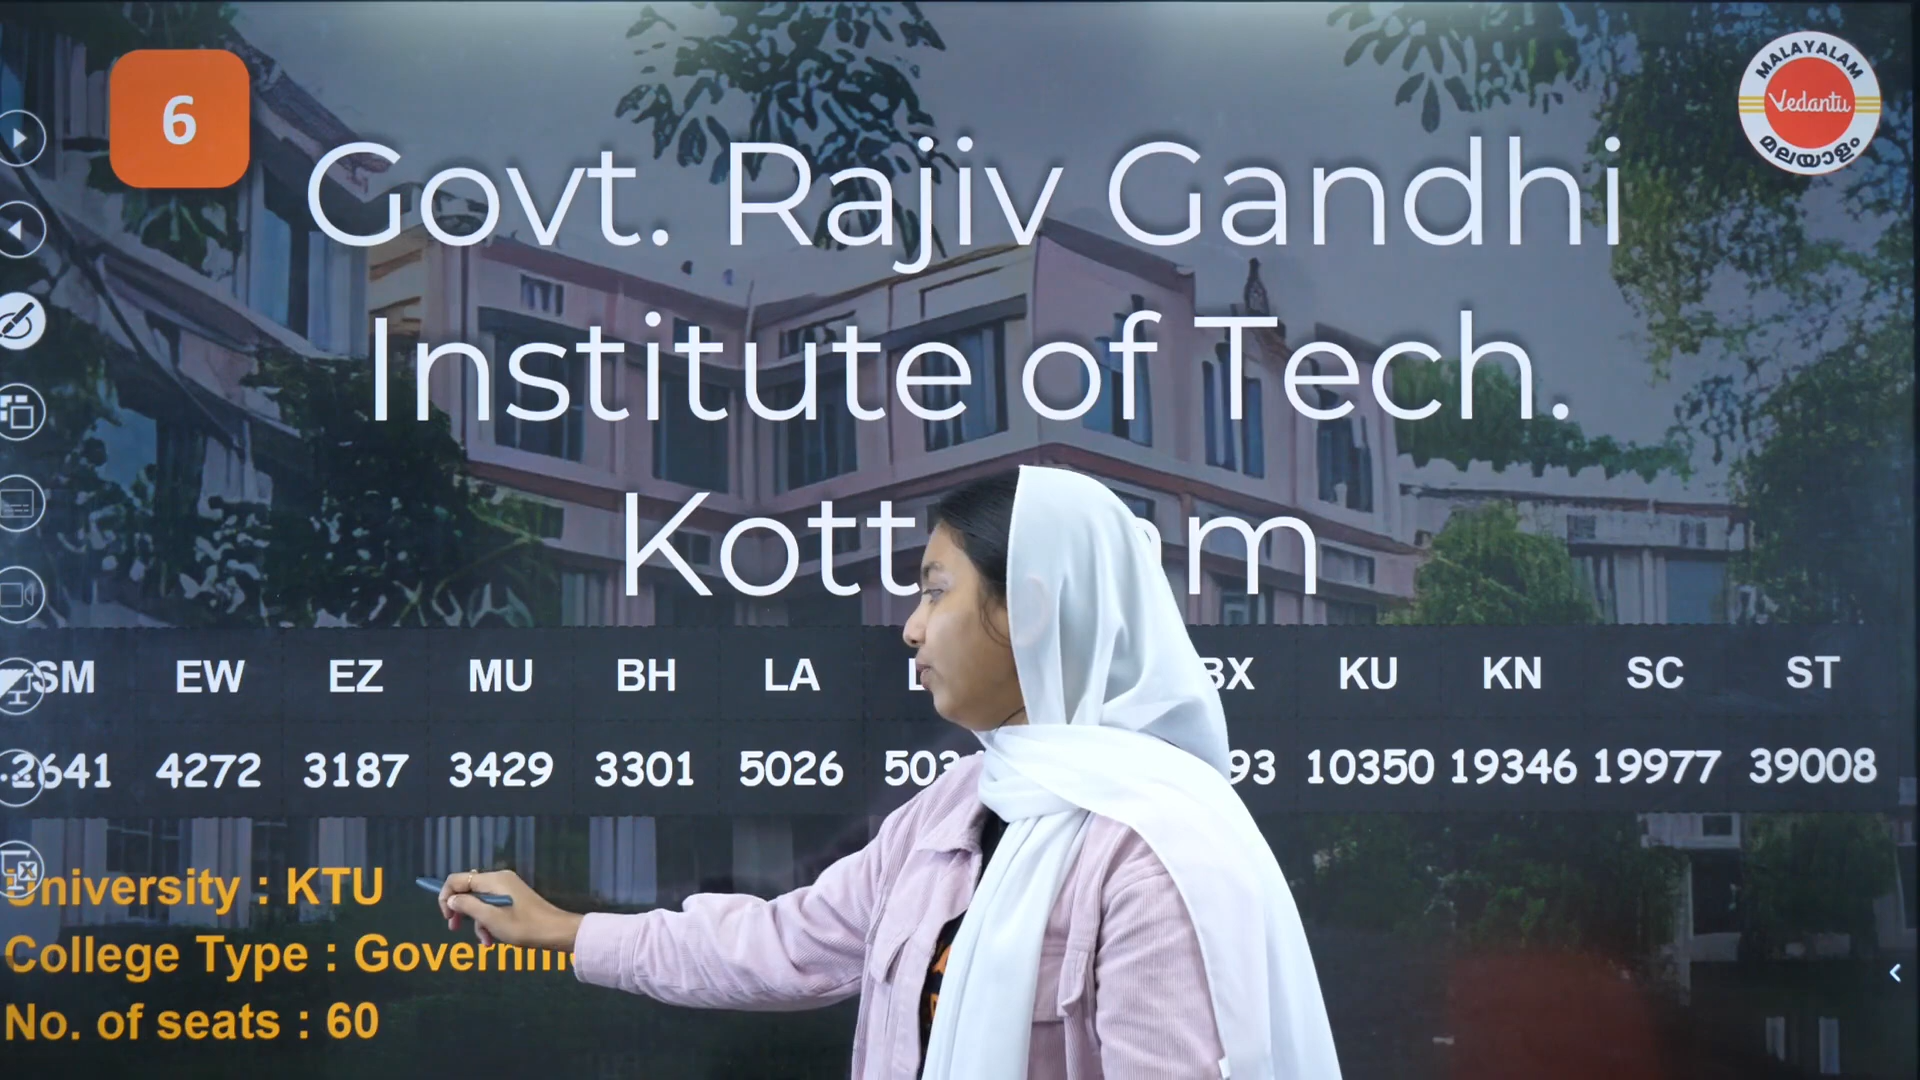 6
MALAYALAM
Vedantu
മലയാളം
Govt. Rajiv Gandhi
Institute of Tech.
SM EW EZ MU BH LA KU KN SC ST
2641 4272 3187 3429 3301 5026 10350 19346 19977 39008
University : KTU
College Type :
No. of seats : 60